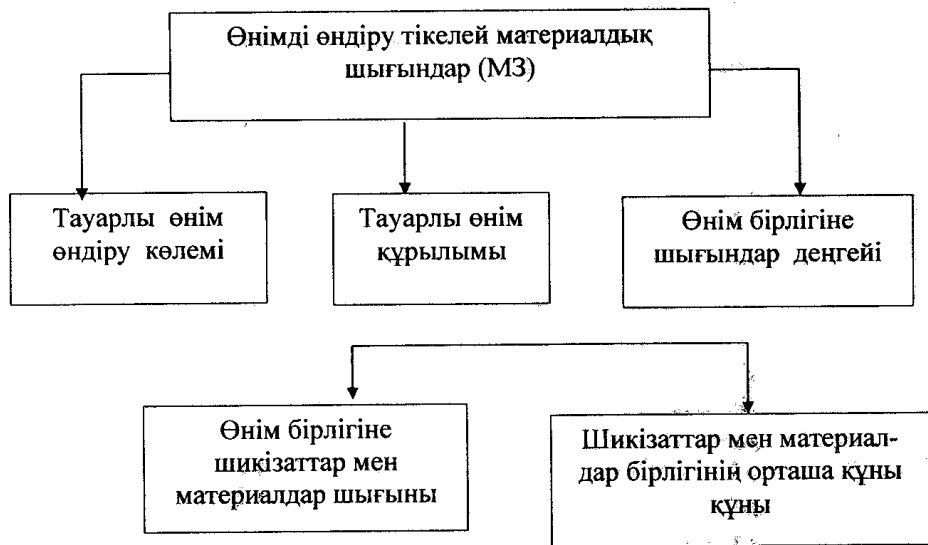 Өнімді өндіру тікелей материалдық
шығындар (МЗ)
Тауарлы өнім
өндіру көлемі
Тауарлы өнім
құрылымы
Өнім бірлігіне
шығындар деңгейі
Өнім бірлігіне
шикізаттар мен
материалдар шығыны
Шикізаттар мен материал-
дар бірлігінің орташа құны
құны